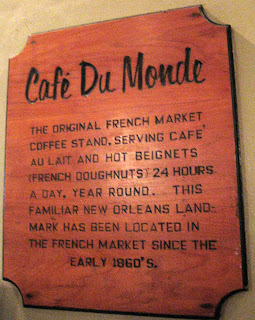 Café Du Monde
THE ORIGINAL FRENCH MARKET
COFFEE STAND, SERVING CAFE'
AU LAIT AND HOT BEIGNETS
(FRENCH DOUGHNUTS) 24 HOURS
A DAY, YEAR ROUND. THIS
FAMILIAR NEW ORLEANS LAND-
MARK HAS BEEN LOCATED IN
THE FRENCH MARKET SINCE THE
EARLY 1860'S.